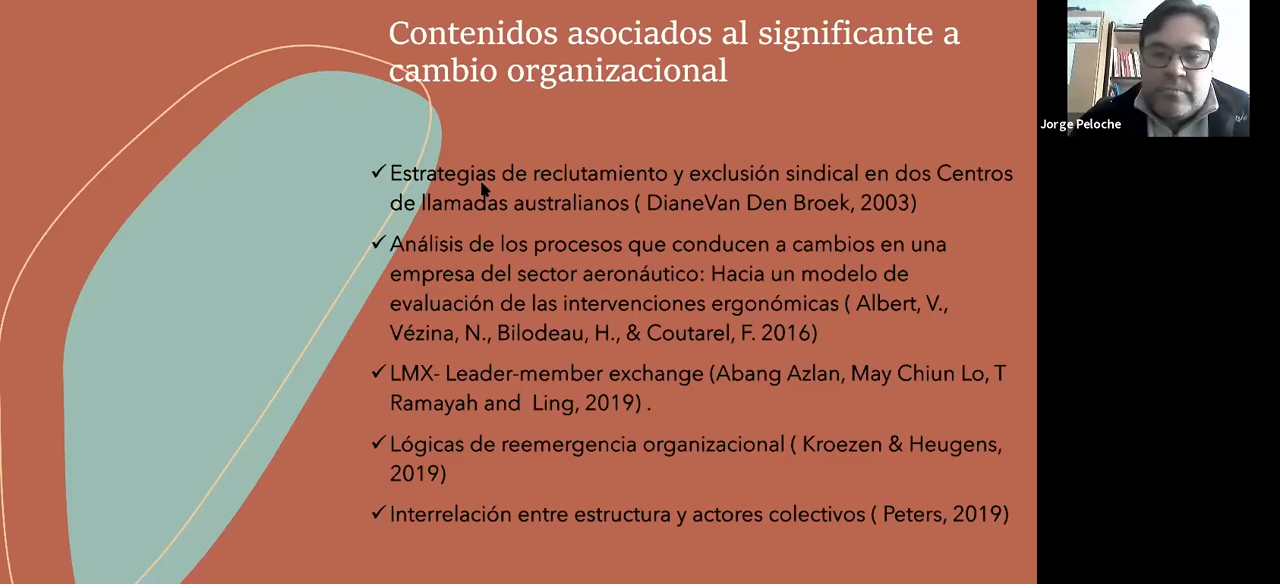 Contenidos asociados al significante a
cambio organizacional
Jorge Peloche
✓ Estrategias de reclutamiento y exclusión sindical en dos Centros
de llamadas australianos ( DianeVan Den Broek, 2003)
✓ Análisis de los procesos que conducen a cambios en una
empresa del sector aeronáutico: Hacia un modelo de
evaluación de las intervenciones ergonómicas ( Albert, V.,
Vézina, N., Bilodeau, H., & Coutarel, F. 2016)
✓ LMX- Leader-member exchange (Abang Azlan, May Chiun Lo, T
Ramayah and Ling, 2019) .
✓ Lógicas de reemergencia organizacional ( Kroezen & Heugens,
2019)
✓ Interrelación entre estructura y actores colectivos ( Peters, 2019)